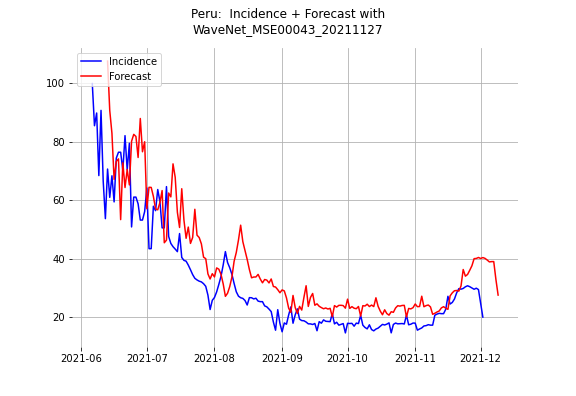 Peru:  Incidence + Forecast with
WaveNet_MSE00043_20211127
Incidence
Forecast
100
80
60
40
20
2021-06 2021-07 2021-08 2021-09 2021-10 2021-11 2021-12